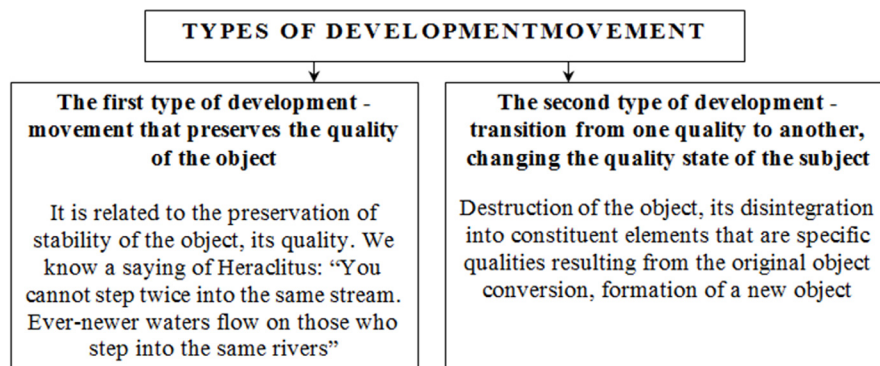 TYPES OF DEVELOPMENTMOVEMENT
The first type of development -
movement that preserves the quality
of the object
It is related to the preservation of
stability of the object, its quality. We
know a saying of Heraclitus: “You
cannot step twice into the same stream.
Ever-newer waters flow on those who
step into the same rivers”
The second type of development -
transition from one quality to another,
changing the quality state of the subject
Destruction of the object, its disintegration
into constituent elements that are specific
qualities resulting from the original object
conversion, formation of a new object